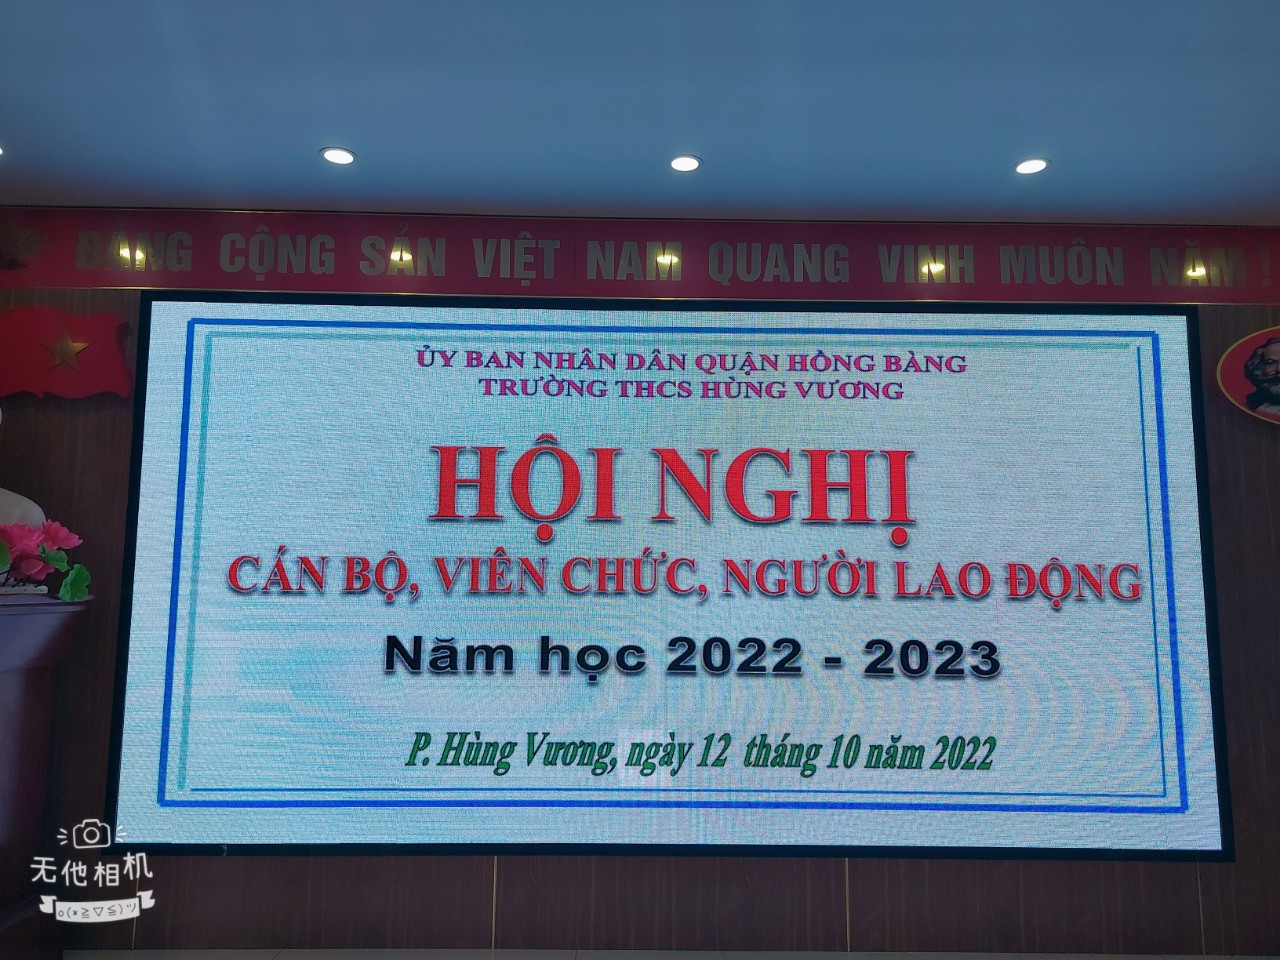 ĐẢNG CỘNG SẢN VIỆT NAM QUANG VINH MUÔN NĂM !
ỦY BAN NHÂN DÂN QUẬN HỒNG BÀNG
TRƯỜNG THCS HÙNG VƯƠNG
HỘI NGHỊ
CÁN BỘ, VIÊN CHỨC, NGƯỜI LAO ĐỘNG
Năm học 2022 - 2023
P. Hùng Vương, ngày 12 tháng 10 năm 2022
无他相机
o(*≧▽≦)ツ